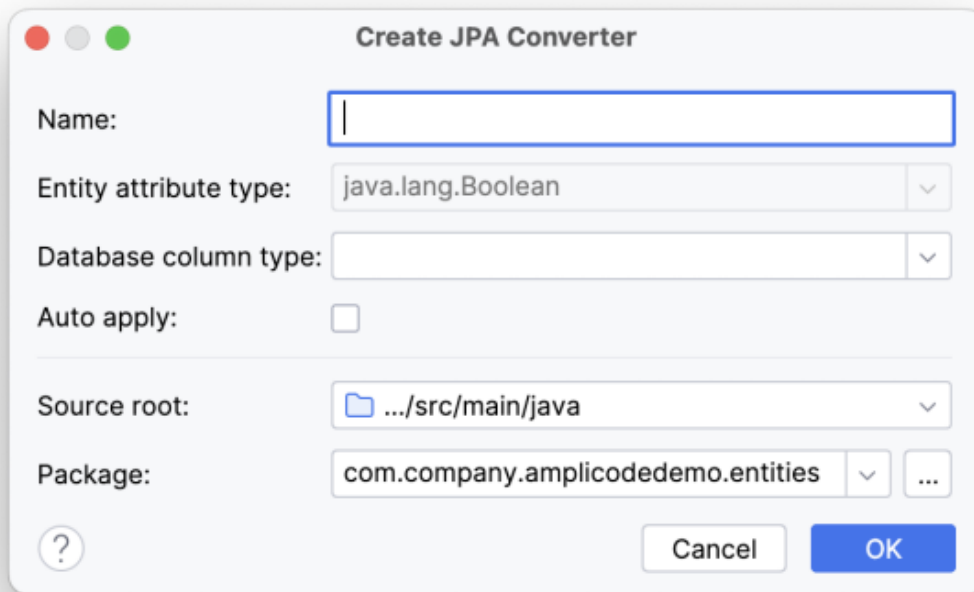 Create JPA Converter
Name:
Entity attribute type: java.lang.Boolean
Database column type:
Auto apply:
Source root: .../src/main/java
Package: com.company.amplicodedemo.entities ...
? Cancel OK